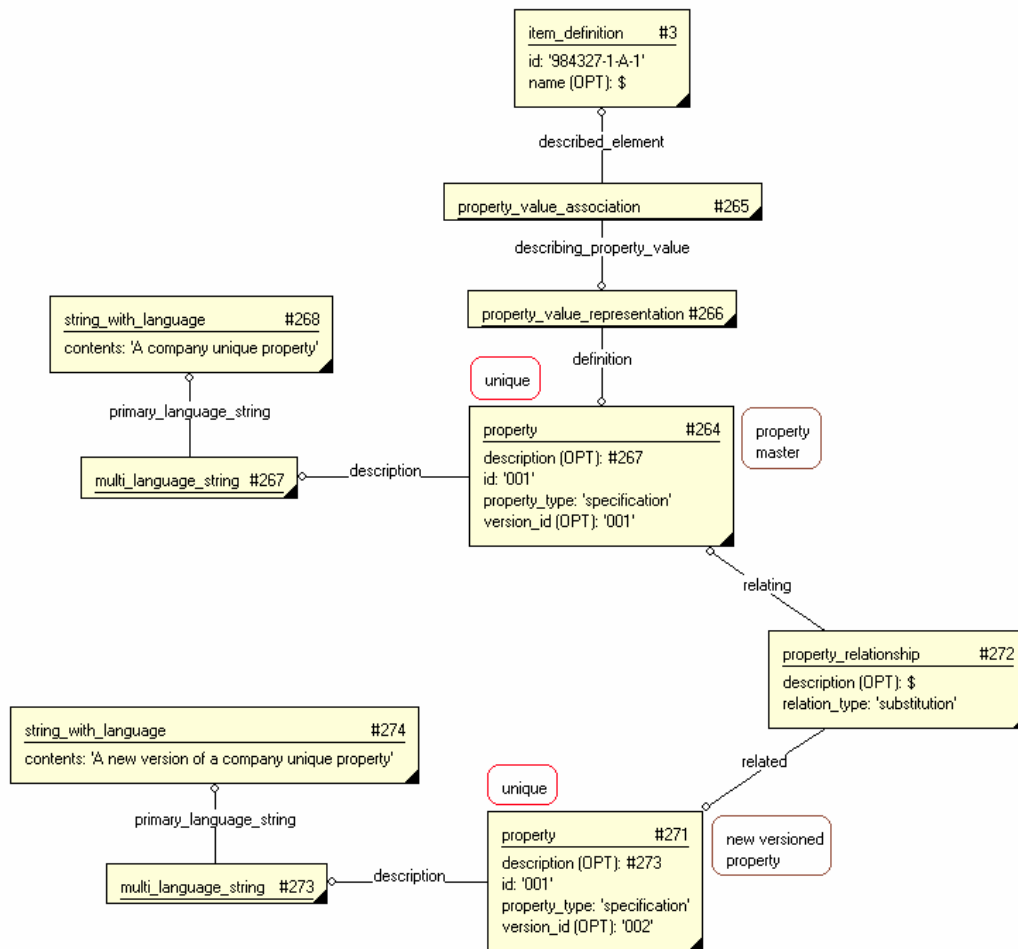 item_definition #3
id: '984327-1-A-1'
name (OPT): $
described_element
property_value_association #265
describing_property_value
property_value_representation #266
definition
string_with_language #268
contents: 'A company unique property'
primary_language_string
multi_language_string #267
description
unique
property #264
description (OPT): #267
id: '001'
property_type: 'specification'
version_id (OPT): '001'
property
master
relating
property_relationship #272
description (OPT): $
relation_type: 'substitution'
related
string_with_language #274
contents: 'A new version of a company unique property'
primary_language_string
multi_language_string #273
description
unique
property #271
description (OPT): #273
id: '001'
property_type: 'specification'
version_id (OPT): '002'
new versioned
property